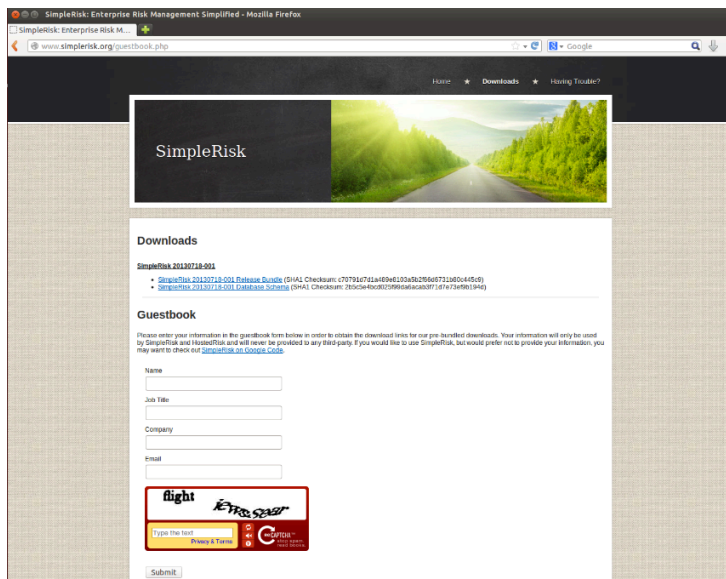 SimpleRisk: Enterprise Risk Management Simplified - Mozilla Firefox
SimpleRisk: Enterprise Risk M...
www.simplerisk.org/guestbook.php
Google
Home ★ Downloads ★ Having Trouble?
SimpleRisk
Downloads
SimpleRisk 20130718-001
SimpleRisk 20130718-001 Release Bundle (SHA1 Checksum:
SimpleRisk 20130718-001 Database Schema (SHA1 Checksum:
Guestbook
Please enter your information in the guestbook form below in order to obtain the download links for our pre-bundled downloads. Your information will only be used
by SimpleRisk and HostedRisk and will never be provided to any third-party. If you would like to use SimpleRisk, but would prefer not to provide your information, you
may want to check out SimpleRisk on Google Code.
Name
Job Title
Company
Email
Type the text
Privacy & Terms
Submit